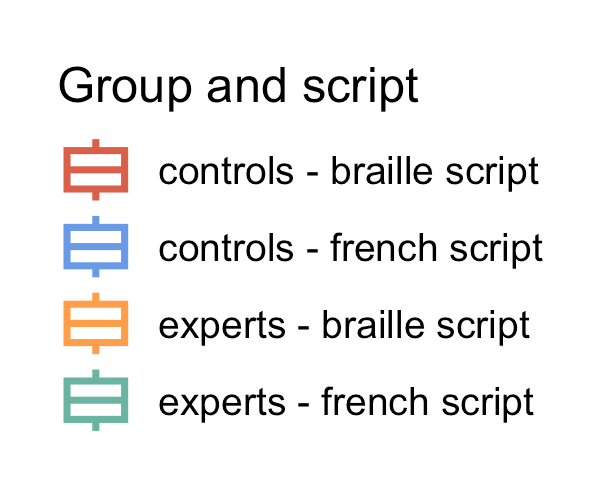 Group and script
controls - braille script
controls - french script
experts - braille script
experts - french script